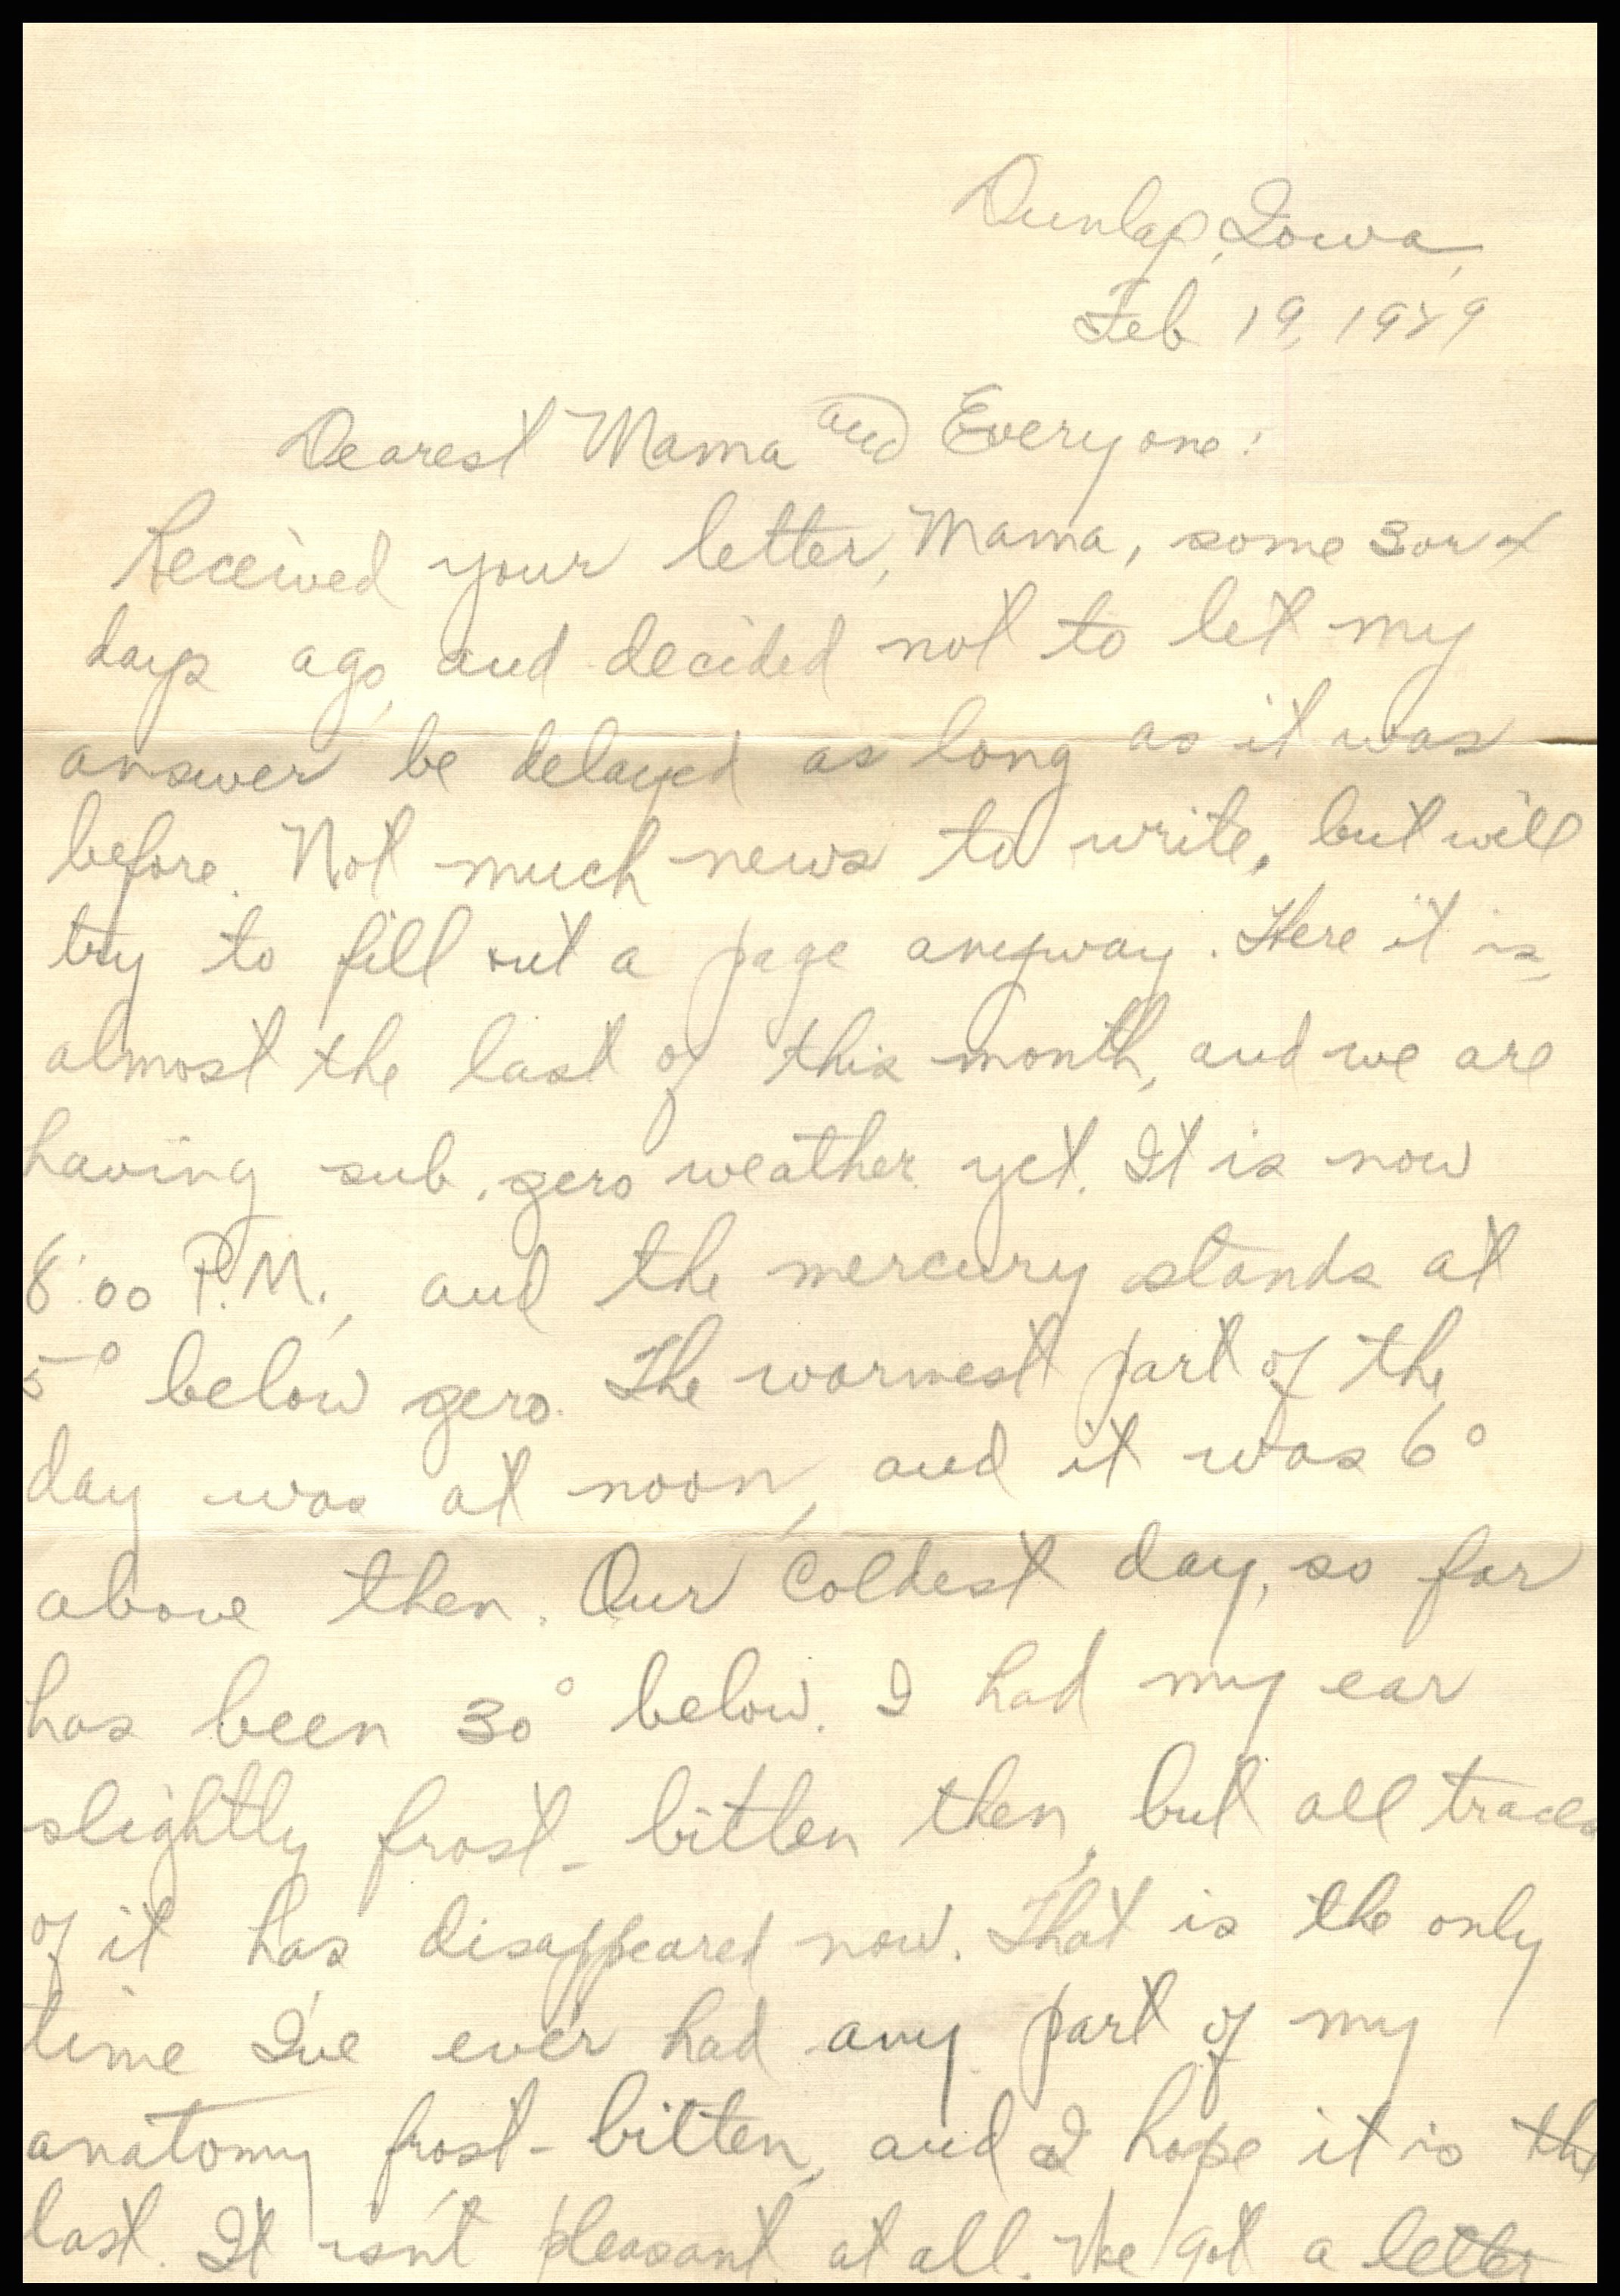 Dunlap, Iowa,
Feb 19, 1929
Dearest Mama and Everyone:
Received your letter, Mama, some 3 or 4
days ago, and decided not to let my
answer be delayed as long as it was
before. Not much news to write, but will
try to fill out a page anyway. Here it is
almost the last of this month, and we are
having sub-zero weather yet. It is now
8:00 P.M., and the mercury stands at
5° below zero. The warmest part of the
day was at noon, and it was 6°
above then. Our coldest day, so far
has been 30° below. I had my ear
slightly frost-bitten then, but all traces
of it has disappeared now. That is the only
time I've ever had any part of my
anatomy frost-bitten, and I hope it is the
last. It isn't pleasant at all. We got a letter